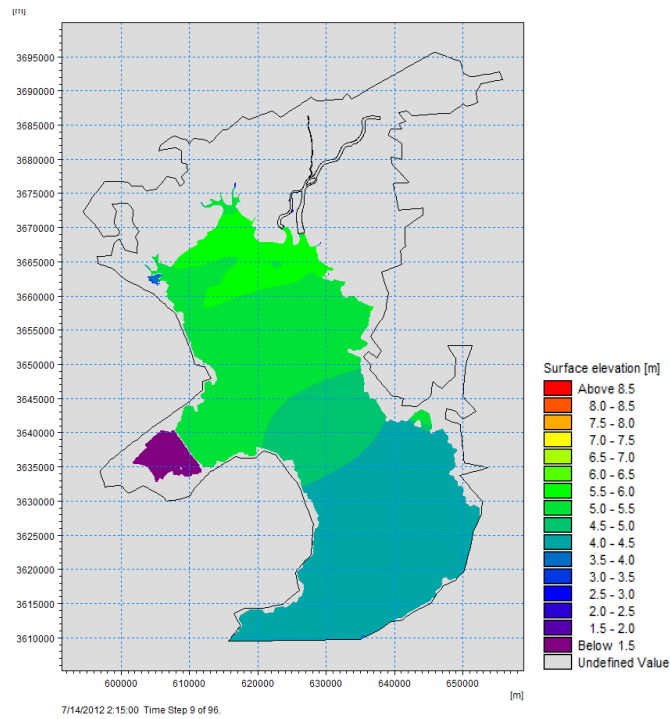 [m]
3695000
3690000
3685000
3680000
3675000
3670000
3665000
3660000
3655000
3650000
3645000
3640000
3635000
3630000
3625000
3620000
3615000
3610000
600000 610000 620000 630000 640000 650000
[m]
7/14/2012 2:15:00 Time Step 9 of 96.
Surface elevation [m]
Above 8.5
8.0 - 8.5
7.5 - 8.0
7.0 - 7.5
6.5 - 7.0
6.0 - 6.5
5.5 - 6.0
5.0 - 5.5
4.5 - 5.0
4.0 - 4.5
3.5 - 4.0
3.0 - 3.5
2.5 - 3.0
2.0 - 2.5
1.5 - 2.0
Below 1.5
Undefined Value